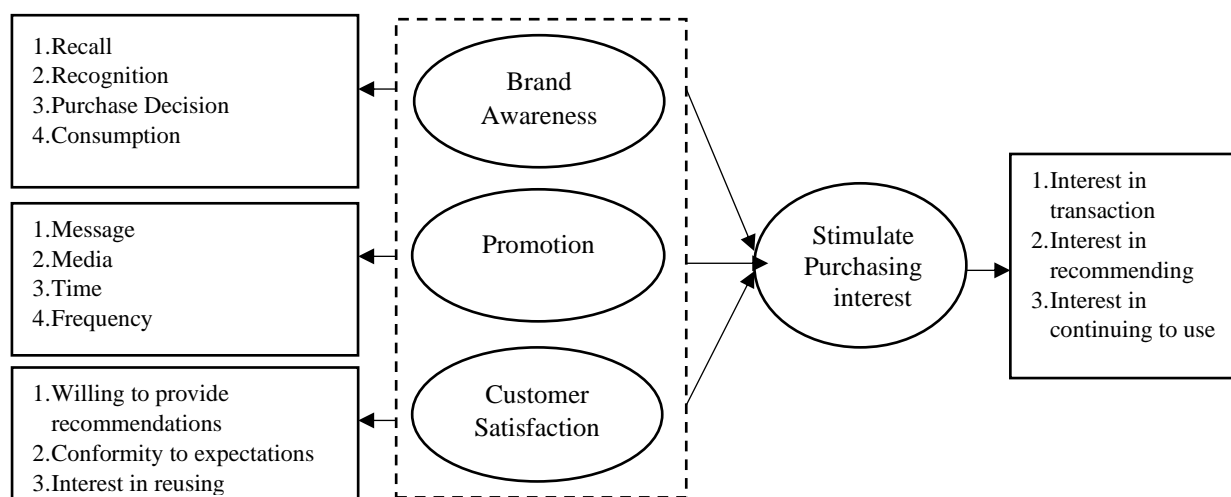 1.Recall
2.Recognition
3.Purchase Decision
4.Consumption
1.Message
2.Media
3.Time
4.Frequency
1.Willing to provide
recommendations
2.Conformity to expectations
3.Interest in reusing
Brand
Awareness
Promotion
Customer
Satisfaction
Stimulate
Purchasing
interest
1.Interest in
transaction
2.Interest in
recommending
3.Interest in
continuing to use